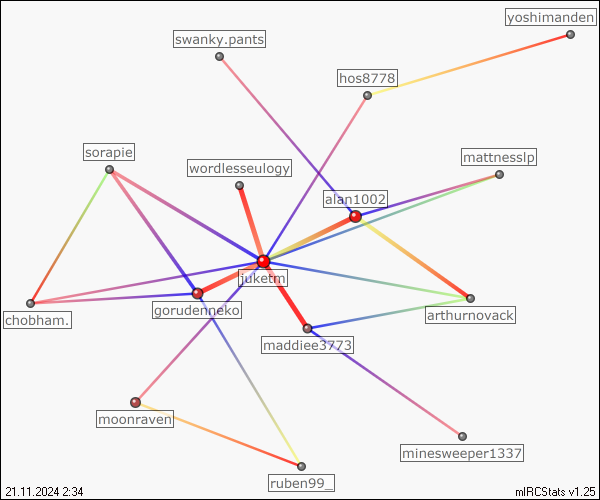 yoshimanden
swanky.pants
hos8778
sorapie
mattnesslp
wordlesseulogy
alan1002
juketm
gorudenneko
arthurnovack
chobham.
maddiee3773
moonraven
minesweeper1337
ruben99_
21.11.2024 2:34
mIRCStats v1.25